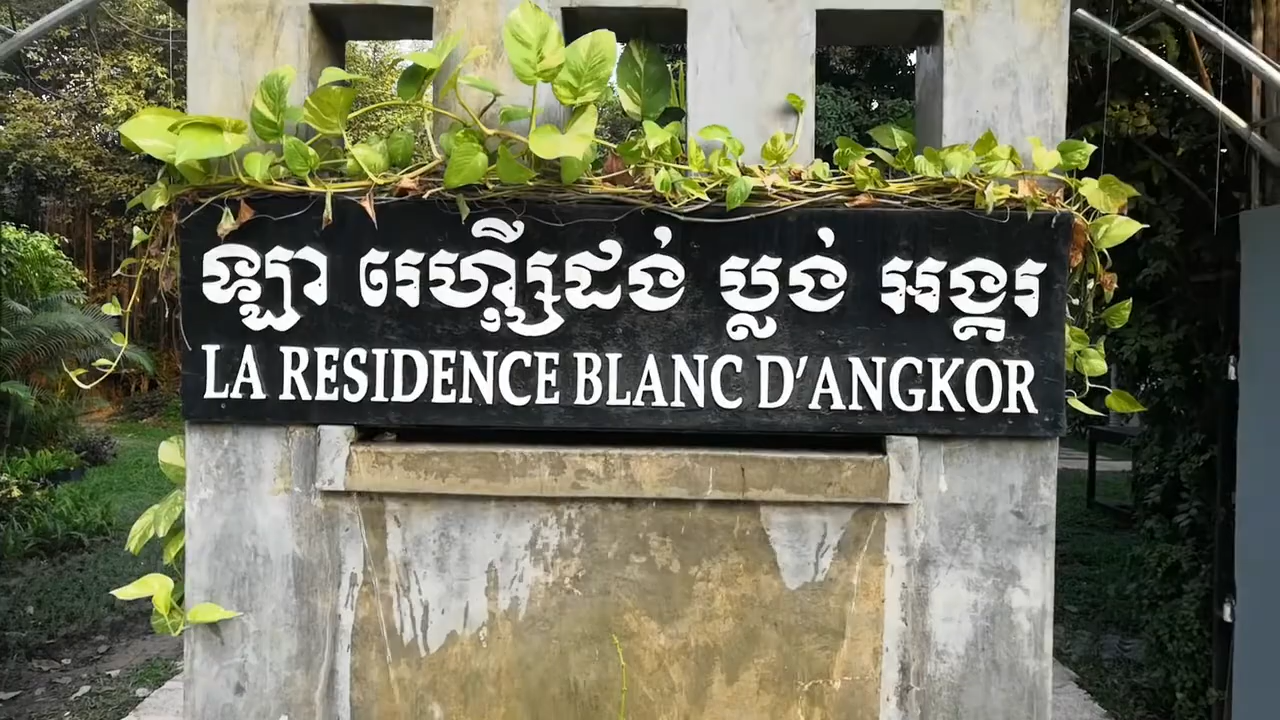 ឡា រេហ្ស៊ីដង់ ប្លង់ អង្គរ
LA RESIDENCE BLANC D'ANGKOR